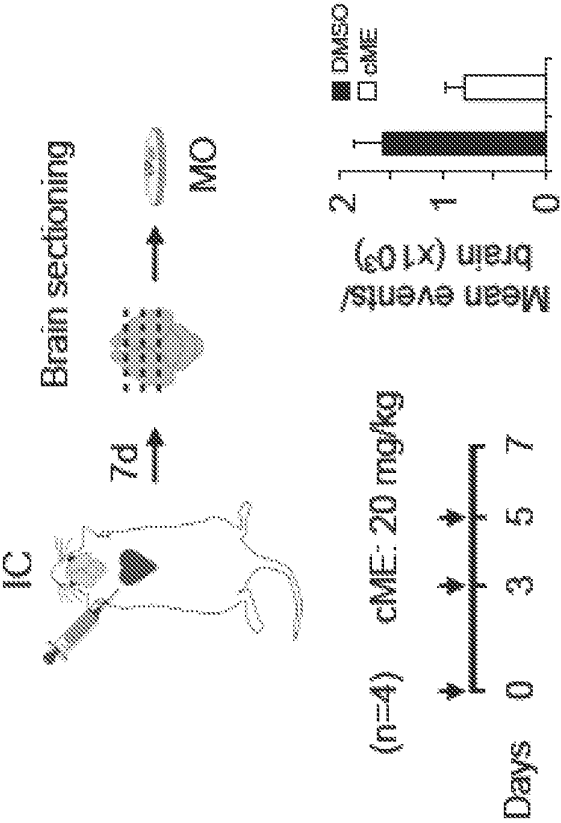 IC
7d
Brain sectioning
MO
(n=4) cME: 20 mg/kg
Days 0 3 5 7
Mean events/
brain (x10³)
2
1
0
DMSO
cME